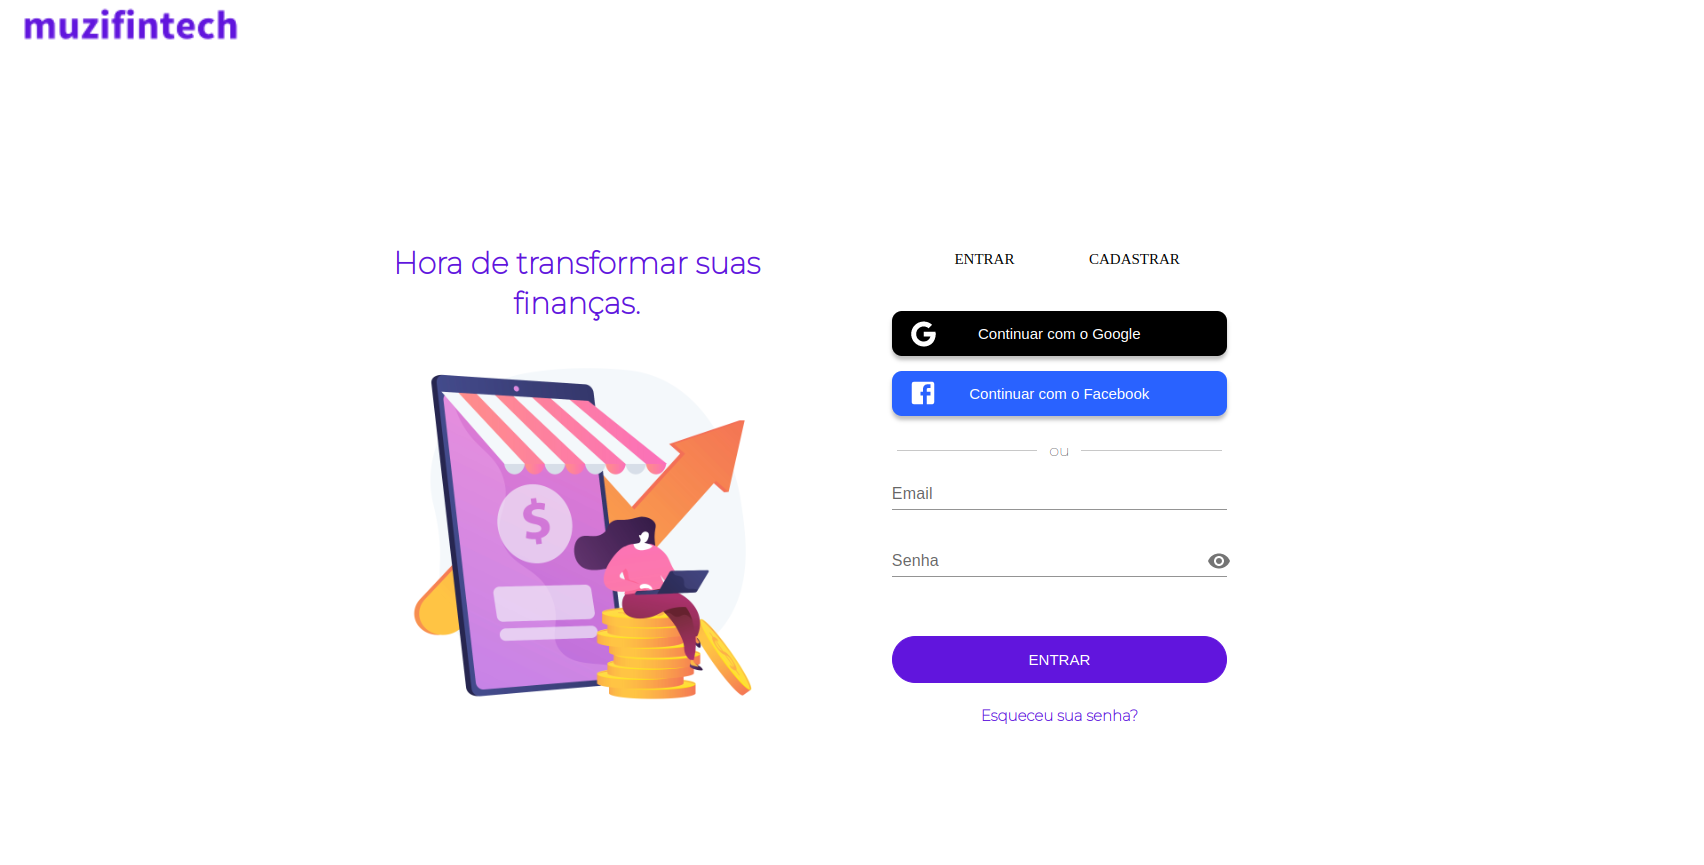 muzifintech
Hora de transformar suas
finanças.
ENTRAR
CADASTRAR
Continuar com o Google
Continuar com o Facebook
ou
Email
Senha
ENTRAR
Esqueceu sua senha?